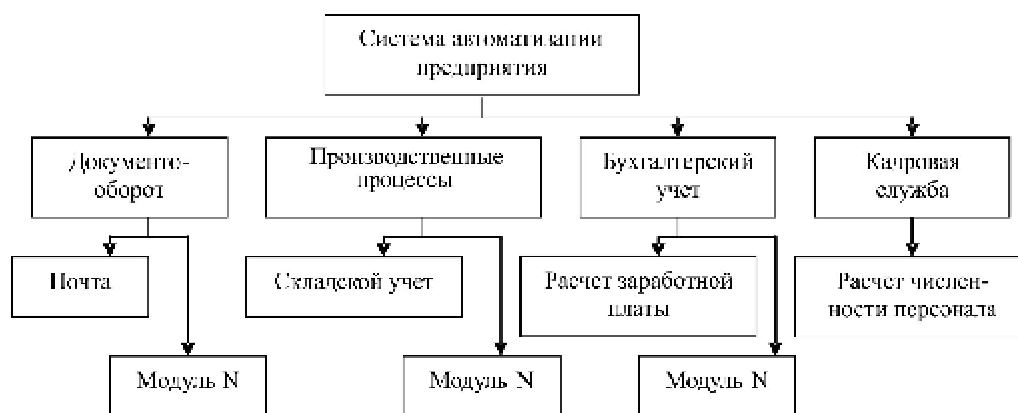 Система автоматизации
предприятия
Документо-
оборот
Производственные
процессы
Бухгалтерский
учет
Кадровая
служба
Почта
Складской учет
Расчет заработной
платы
Расчет числен-
ности персонала
Модуль N
Модуль N
Модуль N